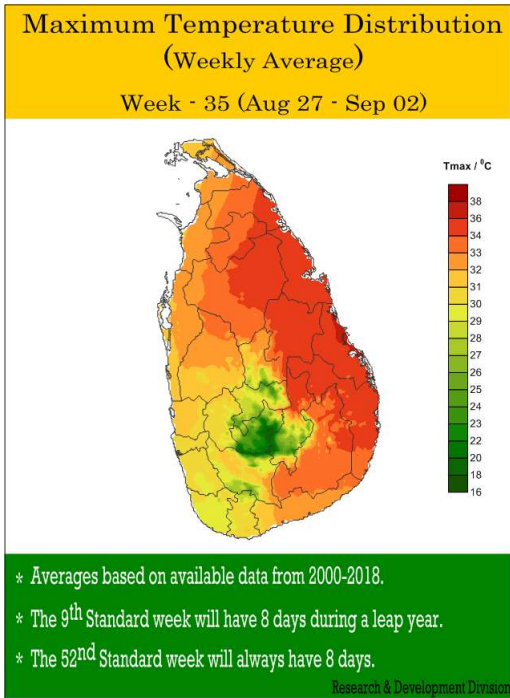 Maximum Temperature Distribution
(Weekly Average)
Week - 35 (Aug 27 - Sep 02)
Tmax / ⁰C
38
36
34
33
32
31
30
29
28
27
26
25
24
23
22
20
18
16
* Averages based on available data from 2000-2018.
* The 9th Standard week will have 8 days during a leap year.
* The 52nd Standard week will always have 8 days.
Research & Development Division